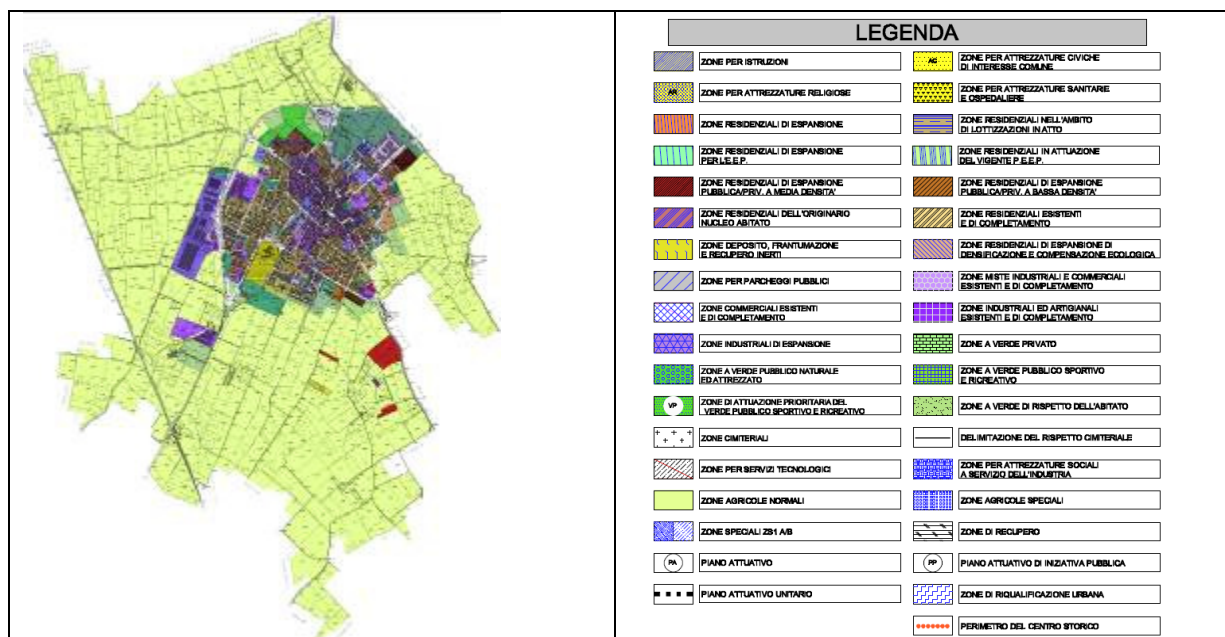 LEGENDA
ZONE PER ISTRUZIONI
AC
ZONE PER ATTREZZATURE CIVICHE
DI INTERESSE COMUNE
AR
ZONE PER ATTREZZATURE RELIGIOSE
ZONE PER ATTREZZATURE SANITARIE
E OSPEDALIERE
ZONE RESIDENZIALI DI ESPANSIONE
ZONE RESIDENZIALI NELL'AMBITO
DI LOTTIZZAZIONI IN ATTO
ZONE RESIDENZIALI DI ESPANSIONE
PER L'E.E.P.
ZONE RESIDENZIALI IN ATTUAZIONE
DEL VIGENTE P.E.E.P.
ZONE RESIDENZIALI DI ESPANSIONE
PUBBLICA/PRIV. A MEDIA DENSITA'
ZONE RESIDENZIALI DI ESPANSIONE
PUBBLICA/PRIV. A BASSA DENSITA'
ZONE RESIDENZIALI DELL'ORIGINARIO
NUCLEO ABITATO
ZONE RESIDENZIALI ESISTENTI
E DI COMPLETAMENTO
ZONE DEPOSITO, FRANTUMAZIONE
E RECUPERO INERTI
ZONE RESIDENZIALI DI ESPANSIONE DI
DENSIFICAZIONE E COMPENSAZIONE ECOLOGICA
ZONE PER PARCHEGGI PUBBLICI
ZONE MISTE INDUSTRIALI E COMMERCIALI
ESISTENTI E DI COMPLETAMENTO
ZONE COMMERCIALI ESISTENTI
E DI COMPLETAMENTO
ZONE INDUSTRIALI ED ARTIGIANALI
ESISTENTI E DI COMPLETAMENTO
ZONE INDUSTRIALI DI ESPANSIONE
ZONE A VERDE PRIVATO
ZONE A VERDE PUBBLICO NATURALE
ED ATTREZZATO
ZONE A VERDE PUBBLICO SPORTIVO
E RICREATIVO
VP
ZONE DI ATTUAZIONE PRIORITARIA DEL
VERDE PUBBLICO SPORTIVO E RICREATIVO
ZONE A VERDE DI RISPETTO DELL'ABITATO
ZONE CIMITERIALI
DELIMITAZIONE DEL RISPETTO CIMITERIALE
ZONE PER SERVIZI TECNOLOGICI
ZONE PER ATTREZZATURE SOCIALI
A SERVIZIO DELL'INDUSTRIA
ZONE AGRICOLE NORMALI
ZONE AGRICOLE SPECIALI
ZONE SPECIALI ZS1 A/B
ZONE DI RECUPERO
PA
PIANO ATTUATIVO
PP
PIANO ATTUATIVO DI INIZIATIVA PUBBLICA
PIANO ATTUATIVO UNITARIO
ZONE DI RIQUALIFICAZIONE URBANA
PERIMETRO DEL CENTRO STORICO